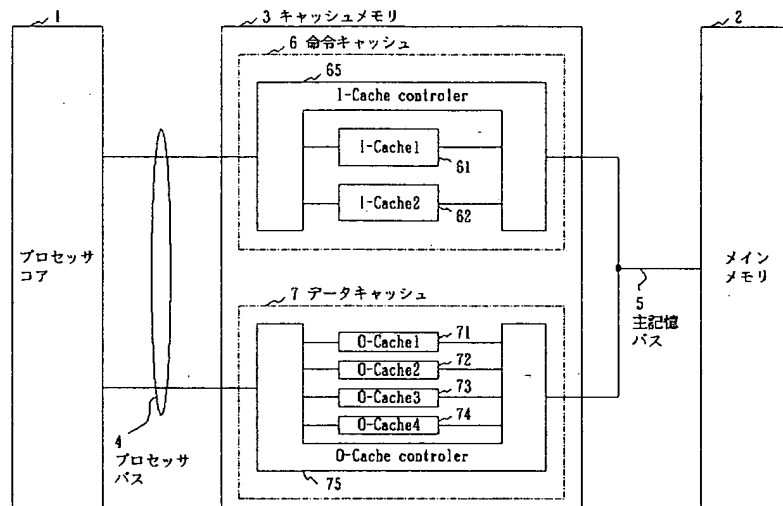 1
3 キャッシュメモリ
2
6 命令キャッシュ
65
I-Cache controler
I-Cache1
61
I-Cache2
62
プロセッサ
コア
メイン
メモリ
5
主記憶
バス
7 データキャッシュ
D-Cache1
71
D-Cache2
72
D-Cache3
73
D-Cache4
74
D-Cache controler
75
4
プロセッサ
バス